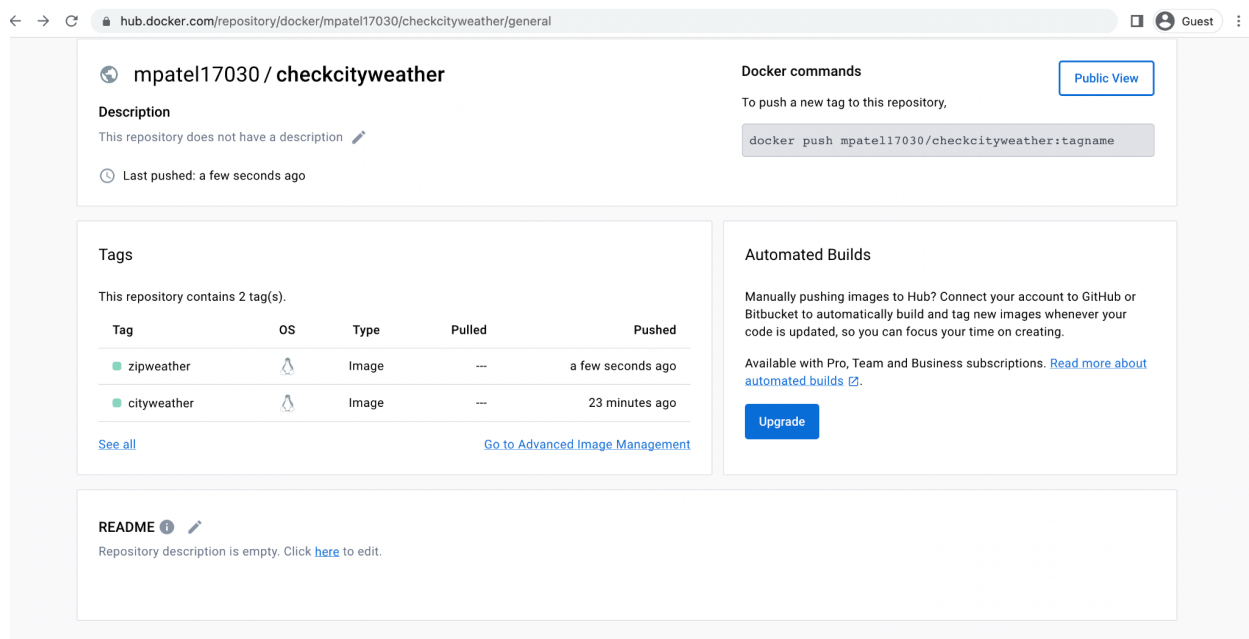 hub.docker.com/repository/docker/mpatel17030/checkcityweather/general
Guest
mpatel17030 / checkcityweather
Description
This repository does not have a description
Last pushed: a few seconds ago
Docker commands
Public View
To push a new tag to this repository,
docker push mpatel17030/checkcityweather:tagname
Tags
This repository contains 2 tag(s).
Tag OS Type Pulled Pushed
zipweather Image --- a few seconds ago
cityweather Image --- 23 minutes ago
See all Go to Advanced Image Management
Automated Builds
Manually pushing images to Hub? Connect your account to GitHub or
Bitbucket to automatically build and tag new images whenever your
code is updated, so you can focus your time on creating.
Available with Pro, Team and Business subscriptions. Read more about
automated builds .
Upgrade
README
Repository description is empty. Click here to edit.